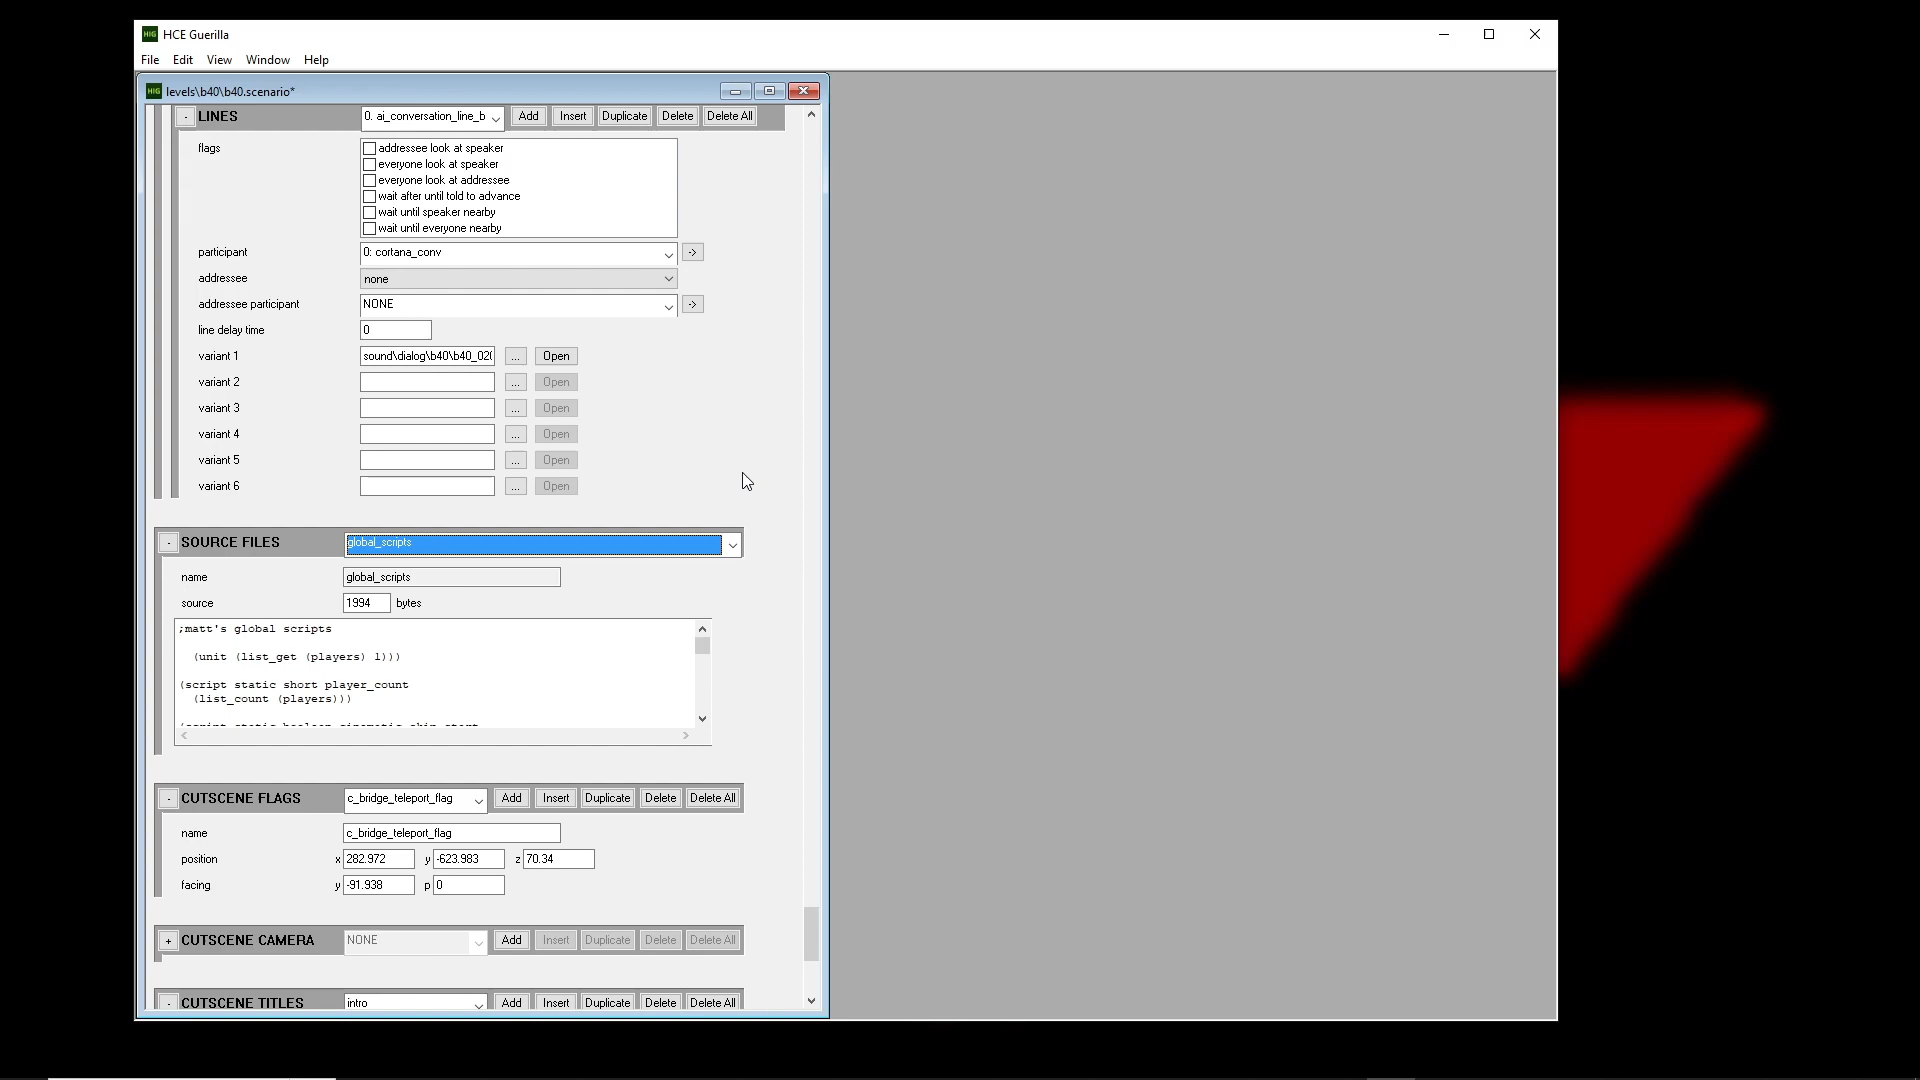 HCE Guerilla
File Edit View Window Help
levels\b40\b40.scenario*
- LINES 0. ai_conversation_line_b Add Insert Duplicate Delete Delete All
flags
addressee look at speaker
everyone look at speaker
everyone look at addressee
wait after until told to advance
wait until speaker nearby
wait until everyone nearby
participant 0: cortana_conv ->
addressee none
addressee participant NONE ->
line delay time 0
variant 1 sound\dialog\b40\b40_020 ... Open
variant 2 ... Open
variant 3 ... Open
variant 4 ... Open
variant 5 ... Open
variant 6 ... Open
- SOURCE FILES global_scripts
name global_scripts
source 1994 bytes
;matt's global scripts
(unit (list_get (players) 1)))
(script static short player_count
(list_count (players)))
(script static boolean cinematic_skip_start
- CUTSCENE FLAGS c_bridge_teleport_flag Add Insert Duplicate Delete Delete All
name c_bridge_teleport_flag
position x 282.972 y -623.983 z 70.34
facing y -91.938 p 0
+ CUTSCENE CAMERA NONE Add Insert Duplicate Delete Delete All
- CUTSCENE TITLES intro Add Insert Duplicate Delete Delete All